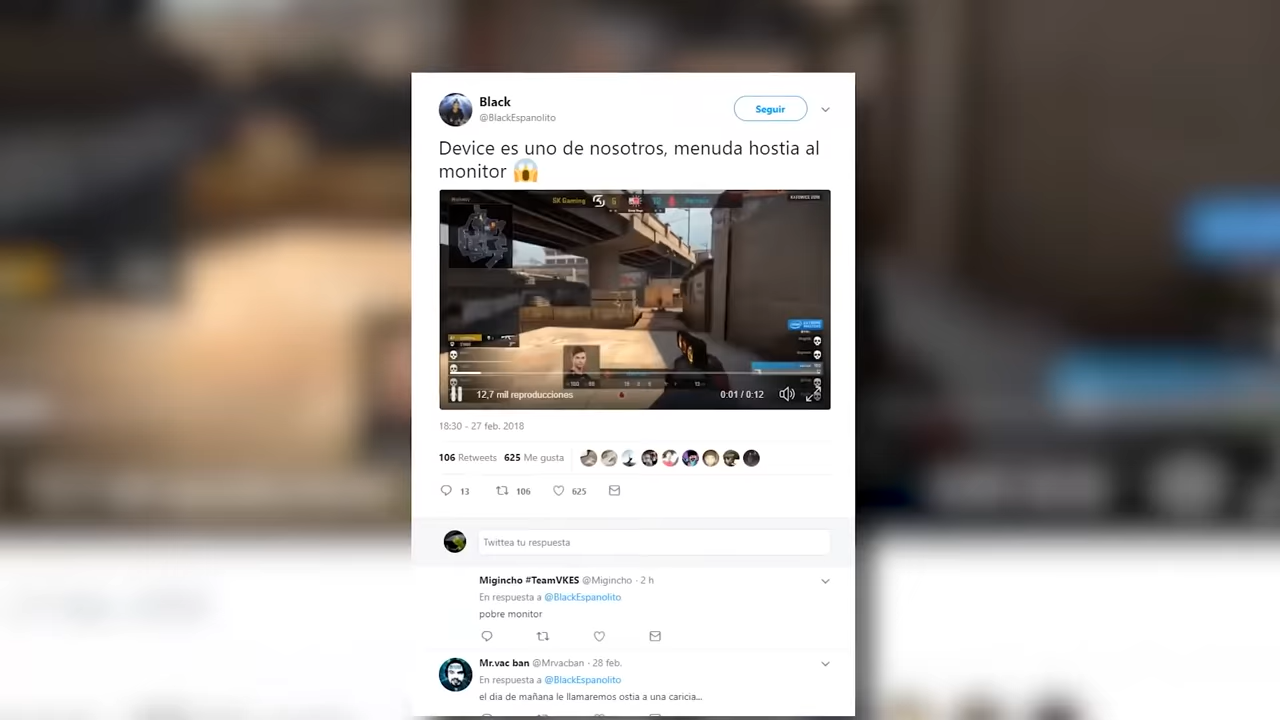 Black
@BlackEspanolito
Seguir
Device es uno de nosotros, menuda hostia al
monitor
SK Gaming
12,7 mil reproducciones
0:01 / 0:12
18:30 - 27 feb. 2018
106 Retweets 625 Me gusta
13 106 625
Twittea tu respuesta
Migincho #TeamVKES @Migincho · 2 h
En respuesta a @BlackEspanolito
pobre monitor
Mr.vac ban @Mrvacban · 28 feb.
En respuesta a @BlackEspanolito
el dia de mañana le llamaremos ostia a una caricia...